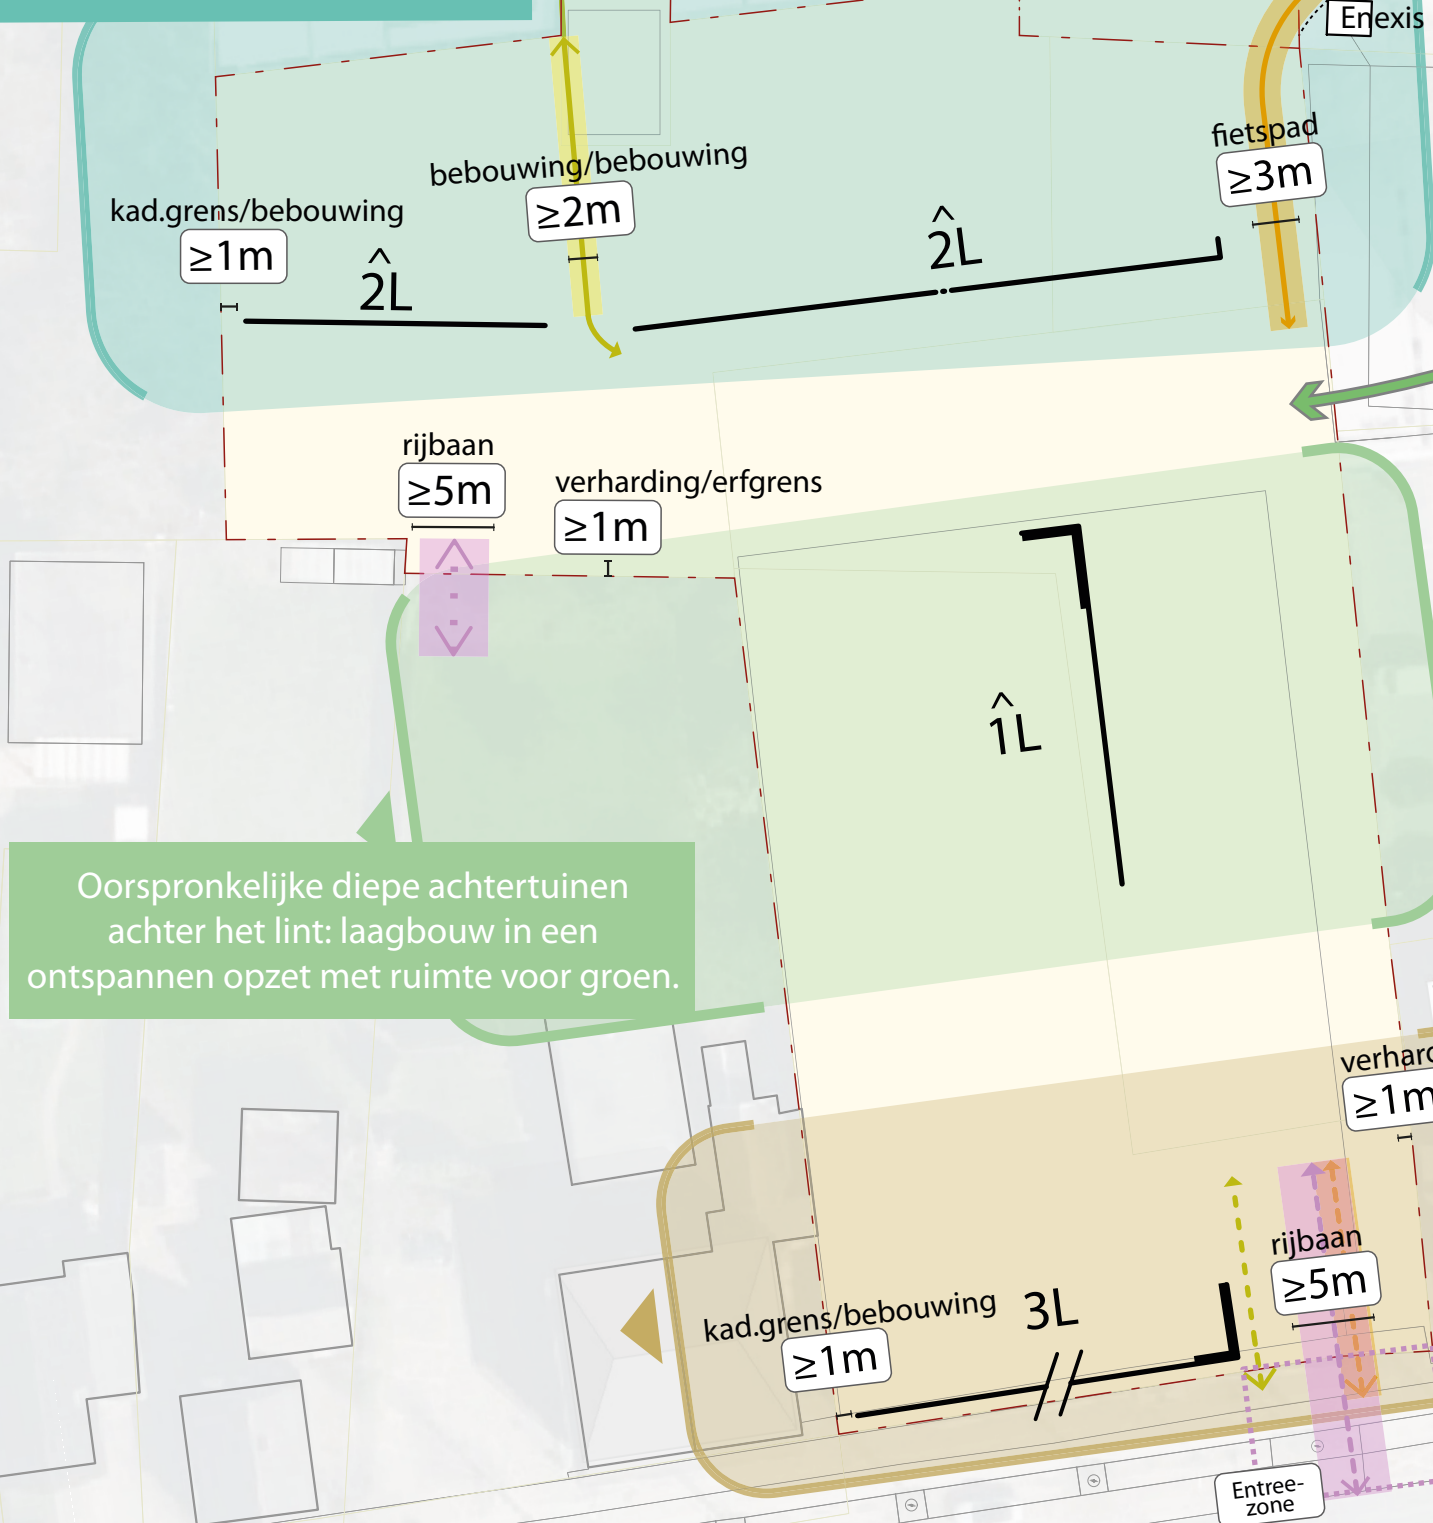 Enexis
fietspad
≥3m
bebouwing/bebouwing
≥2m
kad.grens/bebouwing
≥1m
2L
2L
rijbaan
≥5m
verharding/erfgrens
≥1m
1L
Oorspronkelijke diepe achtertuinen
achter het lint: laagbouw in een
ontspannen opzet met ruimte voor groen.
verhard
≥1m
rijbaan
≥5m
kad.grens/bebouwing
≥1m
3L
Entree-
zone